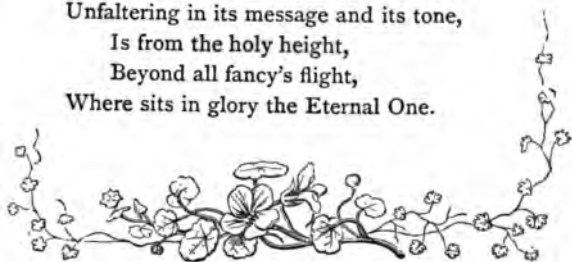 Unfaltering in its message and its tone,
Is from the holy height,
Beyond all fancy's flight,
Where sits in glory the Eternal One.